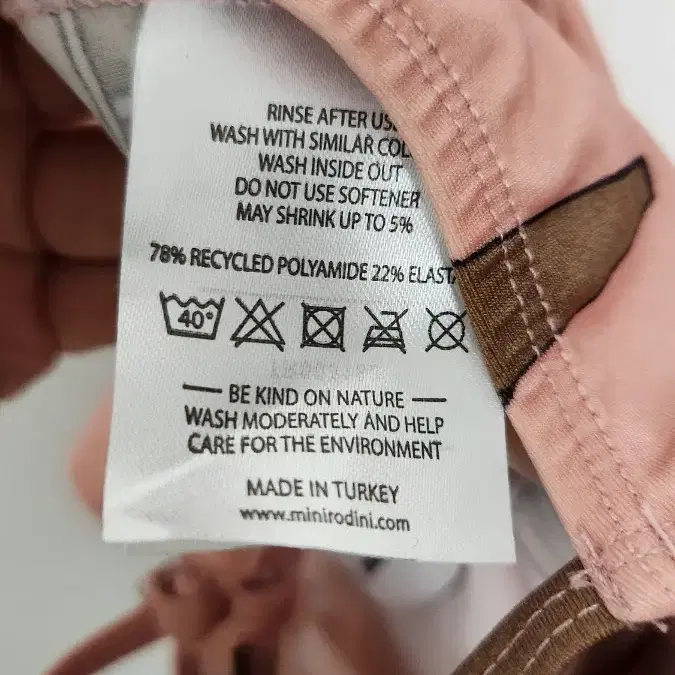 RINSE AFTER US
WASH WITH SIMILAR COL
WASH INSIDE OUT
DO NOT USE SOFTENER
MAY SHRINK UP TO 5%
78% RECYCLED POLYAMIDE 22% ELAST
40°
BE KIND ON NATURE
WASH MODERATELY AND HELP
CARE FOR THE ENVIRONMENT
MADE IN TURKEY
www.minirodini.com